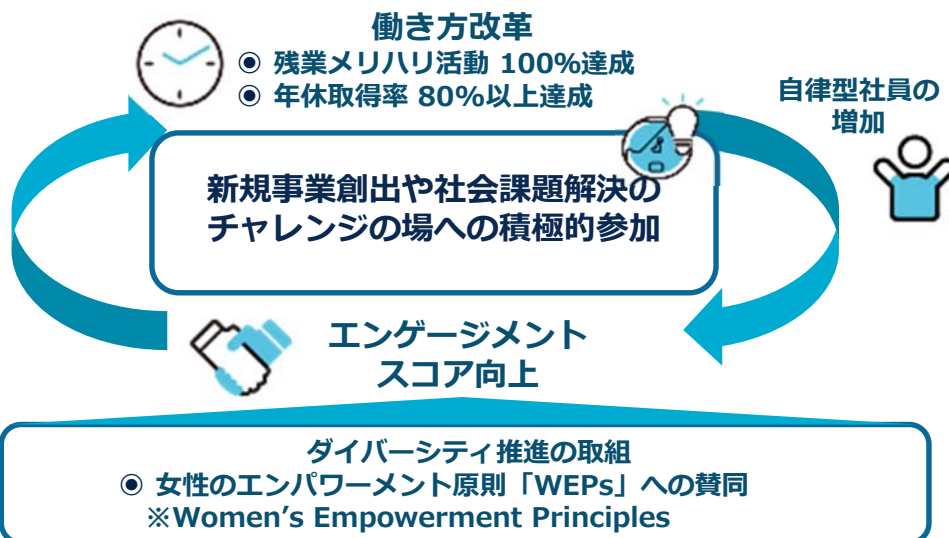 働き方改革
◉ 残業メリハリ活動 100%達成
◉ 年休取得率 80%以上達成
自律型社員の
増加
新規事業創出や社会課題解決の
チャレンジの場への積極的参加
エンゲージメント
スコア向上
ダイバーシティ推進の取組
◉ 女性のエンパワーメント原則「WEPs」への賛同
※Women’s Empowerment Principles